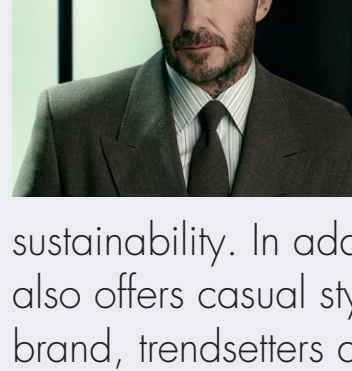 sustainability. In
also offers casual
brand, trendsetters